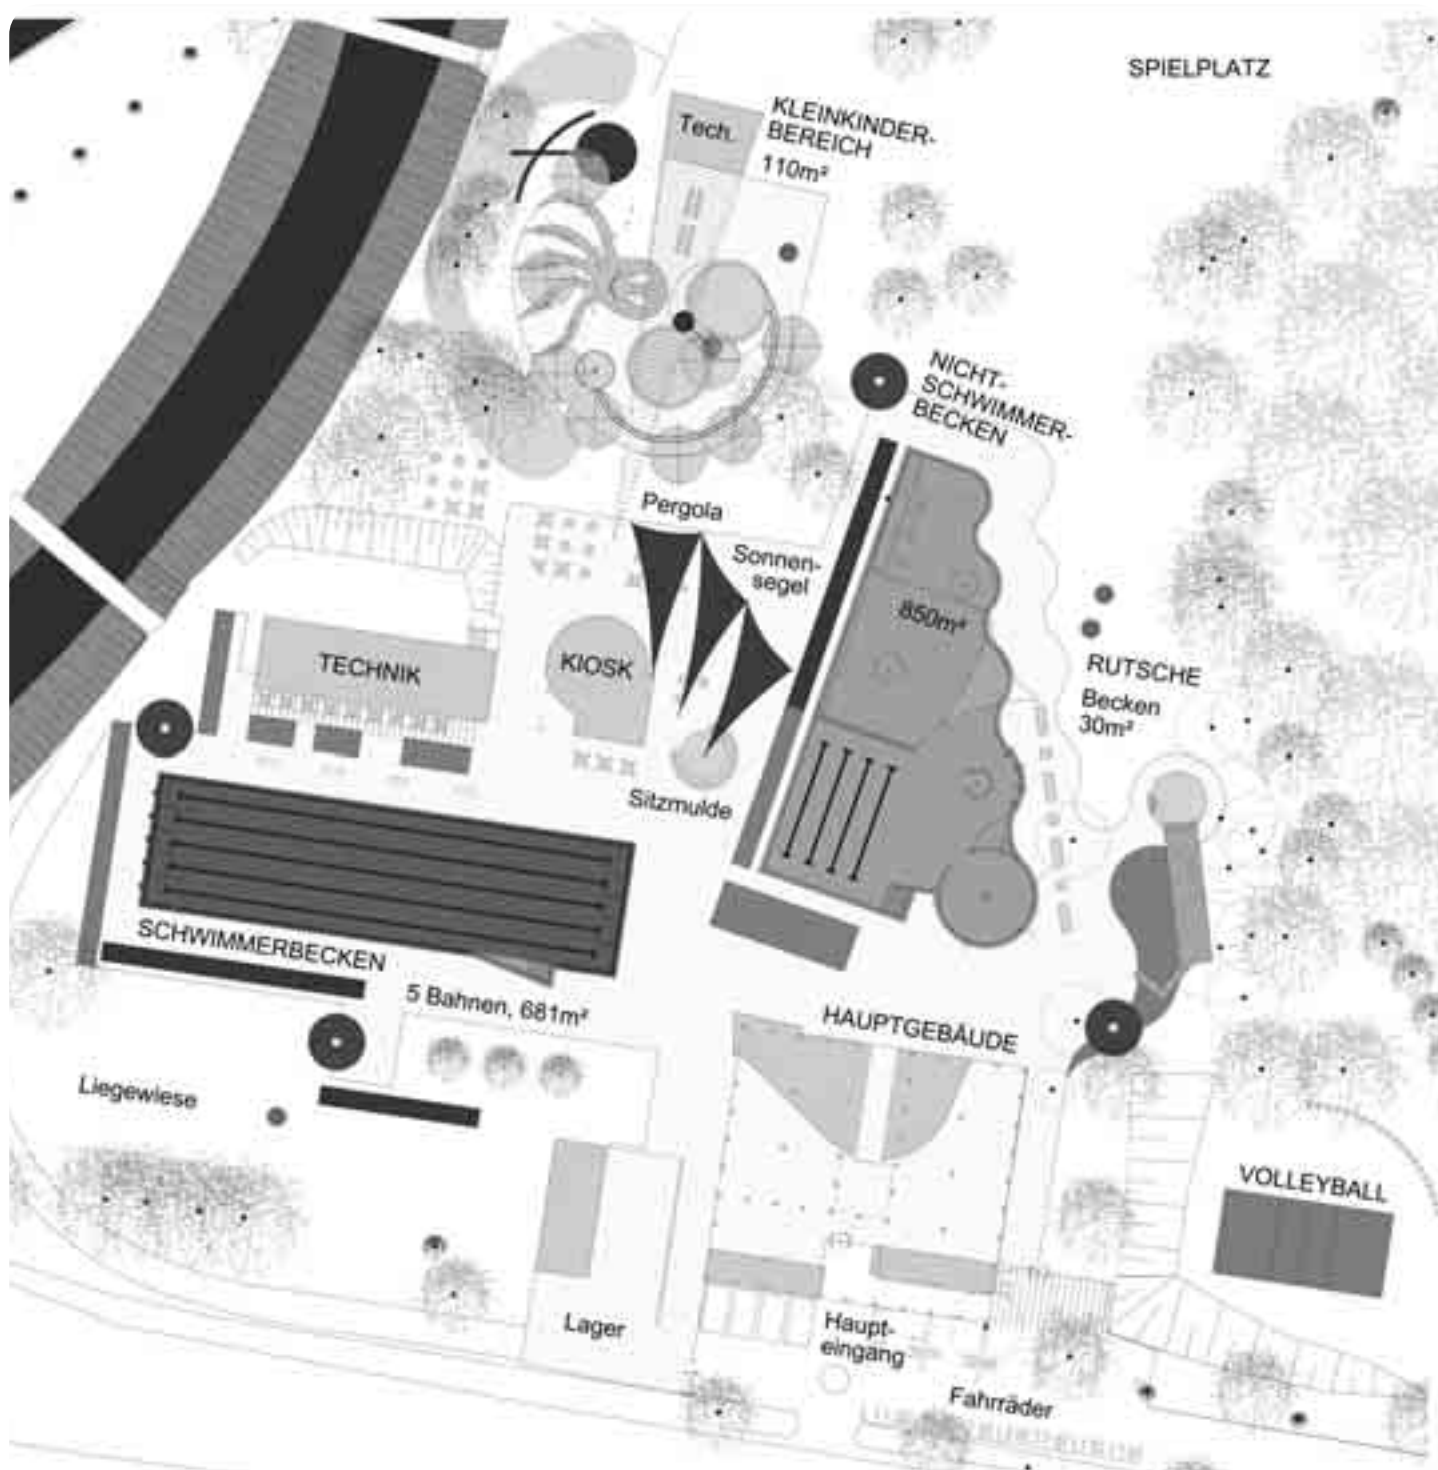 SPIELPLATZ
Tech.
KLEINKINDER-
BEREICH
110m²
NICHT-
SCHWIMMER-
BECKEN
Pergola
Sonnen-
segel
850m²
TECHNIK
KIOSK
RUTSCHE
Becken
30m²
Sitzmulde
SCHWIMMERBECKEN
5 Bahnen, 681m²
HAUPTGEBÄUDE
Liegewiese
VOLLEYBALL
Lager
Haupt-
eingang
Fahrräder